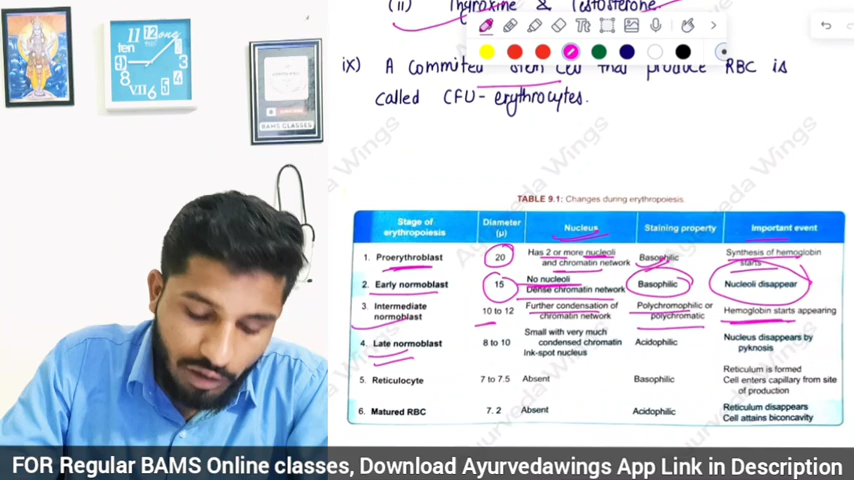 (ii) Thyroxine & Testosterone
ix) A Commited stem cell that produce RBC is
called CFU- erythrocytes.
BAMS CLASSES
TABLE 9.1: Changes during erythropoiesis
Stage of erythropoiesis Diameter (μ) Nucleus Staining property Important event
1. Proerythroblast 20 Has 2 or more nucleoli and chromatin network Basophilic Synthesis of hemoglobin starts
2. Early normoblast 15 No nucleoli Dense chromatin network Basophilic Nucleoli disappear
3. Intermediate normoblast 10 to 12 Further condensation of chromatin network Polychromophilic or polychromatic Hemoglobin starts appearing
4. Late normoblast 8 to 10 Small with very much condensed chromatin Ink-spot nucleus Acidophilic Nucleus disappears by pyknosis
5. Reticulocyte 7 to 7.5 Absent Basophilic Reticulum is formed Cell enters capillary from site of production
6. Matured RBC 7. 2 Absent Acidophilic Reticulum disappears Cell attains biconcavity
Ayurveda Wings
FOR Regular BAMS Online classes, Download Ayurvedawings App Link in Description